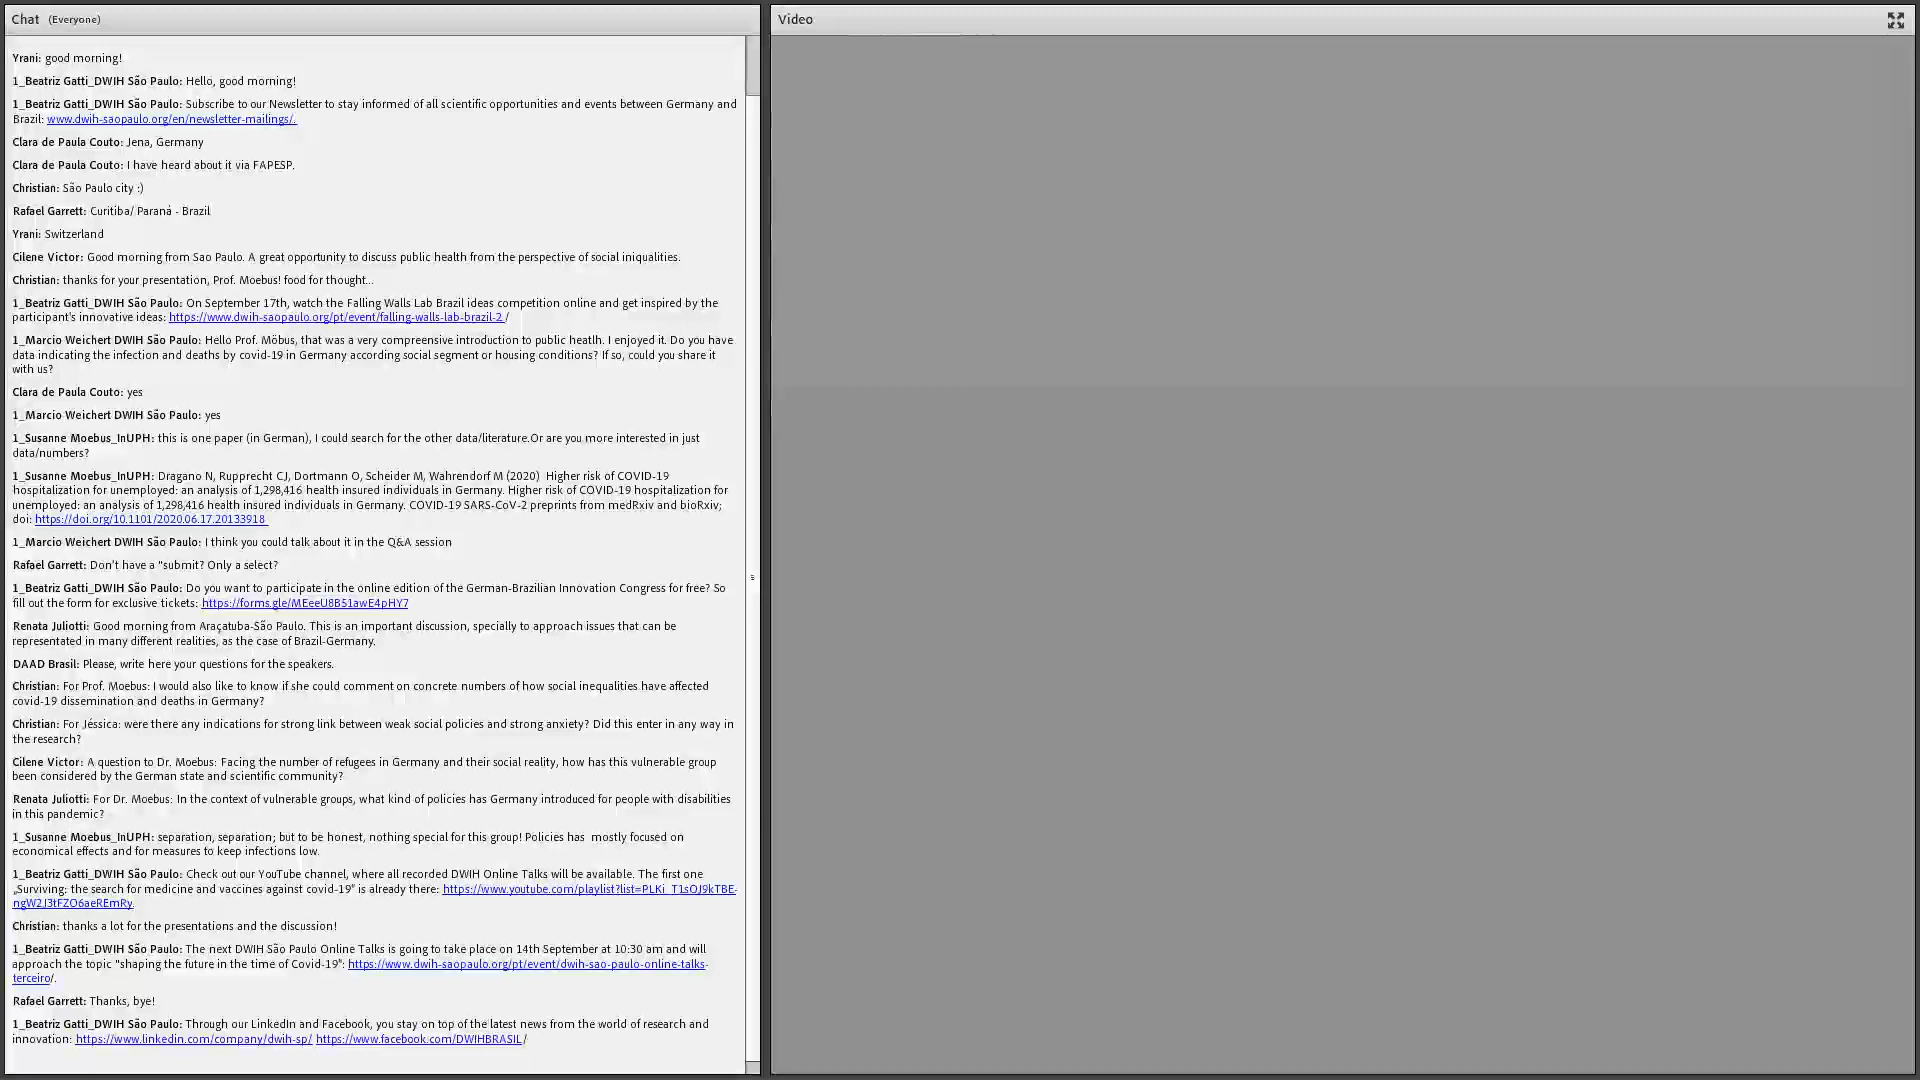 Chat (Everyone)
Video
Yrani: good morning!
1_Beatriz Gatti_DWIH São Paulo: Hello, good morning!
1_Beatriz Gatti_DWIH São Paulo: Subscribe to our Newsletter to stay informed of all scientific opportunities and events between Germany and
Brazil: www.dwih-saopaulo.org/en/newsletter-mailings/.
Clara de Paula Couto: Jena, Germany
Clara de Paula Couto: I have heard about it via FAPESP.
Christian: São Paulo city :)
Rafael Garrett: Curitiba/ Paraná - Brazil
Yrani: Switzerland
Cilene Victor: Good morning from Sao Paulo. A great opportunity to discuss public health from the perspective of social iniqualities.
Christian: thanks for your presentation, Prof. Moebus! food for thought...
1_Beatriz Gatti_DWIH São Paulo: On September 17th, watch the Falling Walls Lab Brazil ideas competition online and get inspired by the
participant's innovative ideas: https://www.dwih-saopaulo.org/pt/event/falling-walls-lab-brazil-2 /
1_Marcio Weichert DWIH São Paulo: Hello Prof. Möbus, that was a very compreensive introduction to public heatlh. I enjoyed it. Do you have
data indicating the infection and deaths by covid-19 in Germany according social segment or housing conditions? If so, could you share it
with us?
Clara de Paula Couto: yes
1_Marcio Weichert DWIH São Paulo: yes
1_Susanne Moebus_InUPH: this is one paper (in German), I could search for the other data/literature.Or are you more interested in just
data/numbers?
1_Susanne Moebus_InUPH: Dragano N, Rupprecht CJ, Dortmann O, Scheider M, Wahrendorf M (2020) Higher risk of COVID-19
hospitalization for unemployed: an analysis of 1,298,416 health insured individuals in Germany. Higher risk of COVID-19 hospitalization for
unemployed: an analysis of 1,298,416 health insured individuals in Germany. COVID-19 SARS-CoV-2 preprints from medRxiv and bioRxiv;
doi: https://doi.org/10.1101/2020.06.17.20133918
1_Marcio Weichert DWIH São Paulo: I think you could talk about it in the Q&A session
Rafael Garrett: Don't have a "submit? Only a select?
1_Beatriz Gatti_DWIH São Paulo: Do you want to participate in the online edition of the German-Brazilian Innovation Congress for free? So
fill out the form for exclusive tickets: https://forms.gle/MEeeU8B51awE4pHY7
Renata Juliotti: Good morning from Araçatuba-São Paulo. This is an important discussion, specially to approach issues that can be
representated in many different realities, as the case of Brazil-Germany.
DAAD Brasil: Please, write here your questions for the speakers.
Christian: For Prof. Moebus: I would also like to know if she could comment on concrete numbers of how social inequalities have affected
covid-19 dissemination and deaths in Germany?
Christian: For Jéssica: were there any indications for strong link between weak social policies and strong anxiety? Did this enter in any way in
the research?
Cilene Victor: A question to Dr. Moebus: Facing the number of refugees in Germany and their social reality, how has this vulnerable group
been considered by the German state and scientific community?
Renata Juliotti: For Dr. Moebus: In the context of vulnerable groups, what kind of policies has Germany introduced for people with disabilities
in this pandemic?
1_Susanne Moebus_InUPH: separation, separation; but to be honest, nothing special for this group! Policies has mostly focused on
economical effects and for measures to keep infections low.
1_Beatriz Gatti_DWIH São Paulo: Check out our YouTube channel, where all recorded DWIH Online Talks will be available. The first one
„Surviving: the search for medicine and vaccines against covid-19" is already there: https://www.youtube.com/playlist?list=PLKi_T1sOJ9kTBE-
ngW2J3tFZO6aeREmRy.
Christian: thanks a lot for the presentations and the discussion!
1_Beatriz Gatti_DWIH São Paulo: The next DWIH São Paulo Online Talks is going to take place on 14th September at 10:30 am and will
approach the topic "shaping the future in the time of Covid-19": https://www.dwih-saopaulo.org/pt/event/dwih-sao-paulo-online-talks-
terceiro/.
Rafael Garrett: Thanks, bye!
1_Beatriz Gatti_DWIH São Paulo: Through our LinkedIn and Facebook, you stay on top of the latest news from the world of research and
innovation: https://www.linkedin.com/company/dwih-sp/ https://www.facebook.com/DWIHBRASIL/